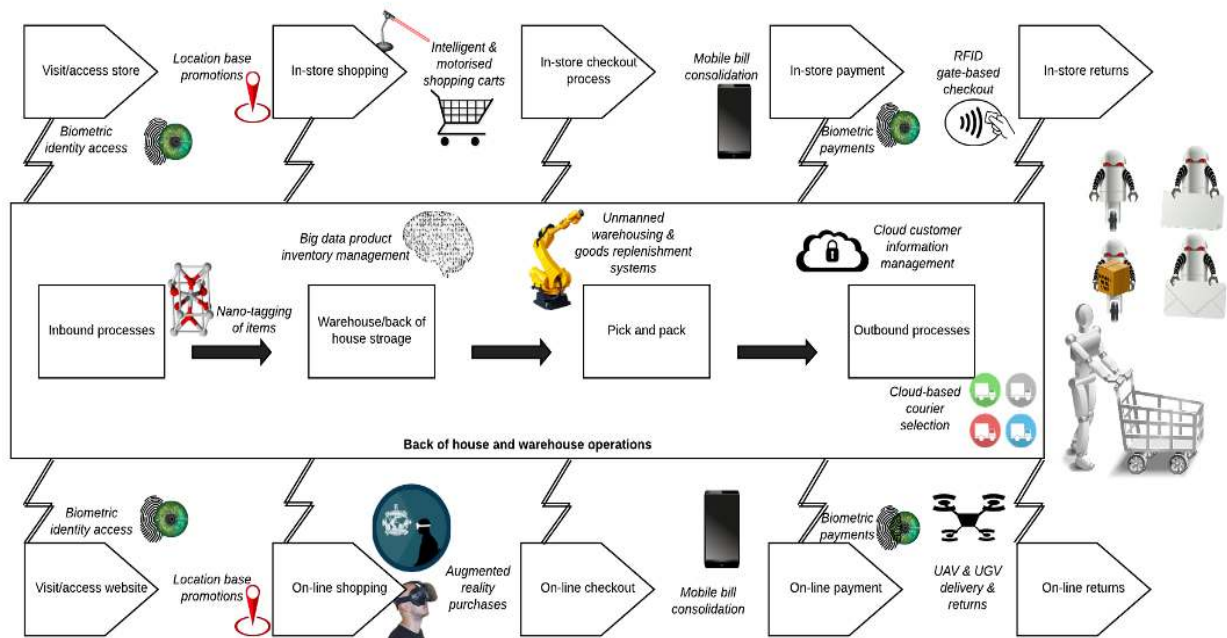 Visit/access store
Location base
promotions
In-store shopping
Intelligent &
motorised
shopping carts
In-store checkout
process
Mobile bill
consolidation
In-store payment
RFID
gate-based
checkout
In-store returns
Biometric
identity access
Biometric
payments
Big data product
inventory management
Unmanned
warehousing &
goods replenishment
systems
Cloud customer
information
management
Inbound processes
Nano-tagging
of items
Warehouse/back of
house stroage
Pick and pack
Outbound processes
Cloud-based
courier
selection
Back of house and warehouse operations
Biometric
identity access
Biometric
payments
Visit/access website
Location base
promotions
On-line shopping
Augmented
reality
purchases
On-line checkout
Mobile bill
consolidation
On-line payment
UAV & UGV
delivery &
returns
On-line returns